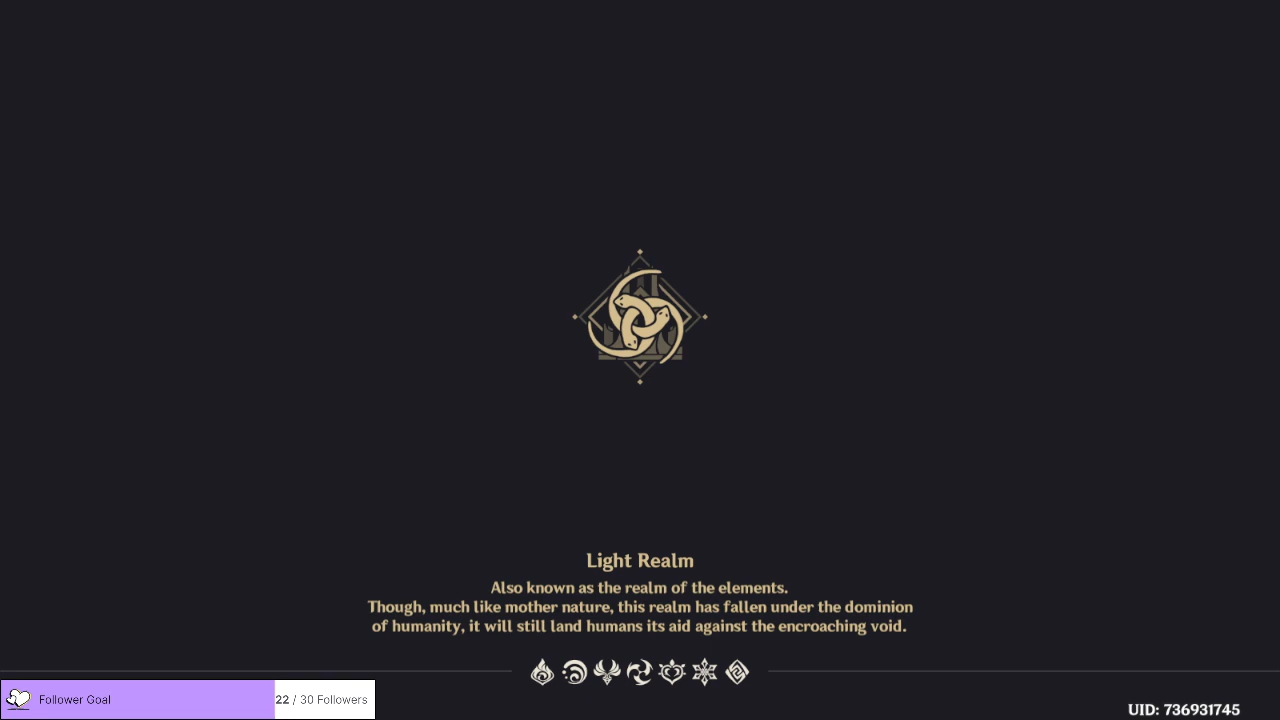 Light Realm
Also known as the realm of the elements.
Though, much like mother nature, this realm has fallen under the dominion
of humanity, it will still land humans its aid against the encroaching void.
Follower Goal
22 / 30 Followers
UID: 736931745